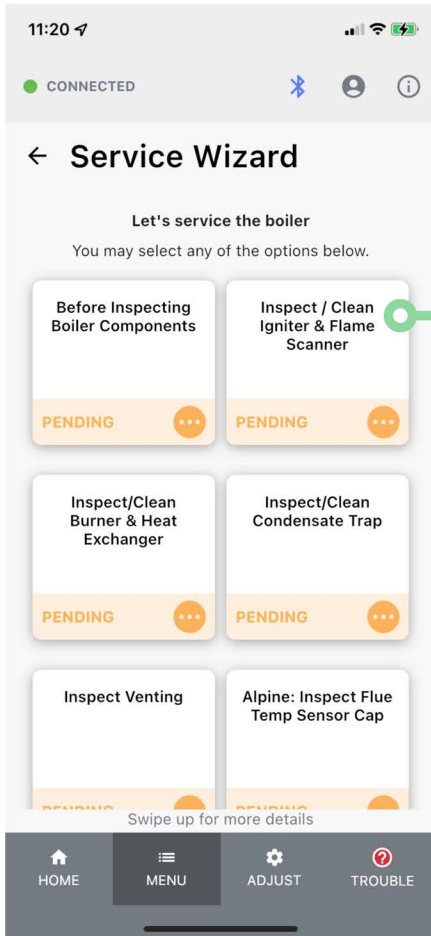 11:20
CONNECTED
Service Wizard
Let's service the boiler
You may select any of the options below.
Before Inspecting
Boiler Components
PENDING
Inspect / Clean
Igniter & Flame
Scanner
PENDING
Inspect/Clean
Burner & Heat
Exchanger
PENDING
Inspect/Clean
Condensate Trap
PENDING
Inspect Venting
PENDING
Alpine: Inspect Flue
Temp Sensor Cap
PENDING
Swipe up for more details
HOME
MENU
ADJUST
TROUBLE